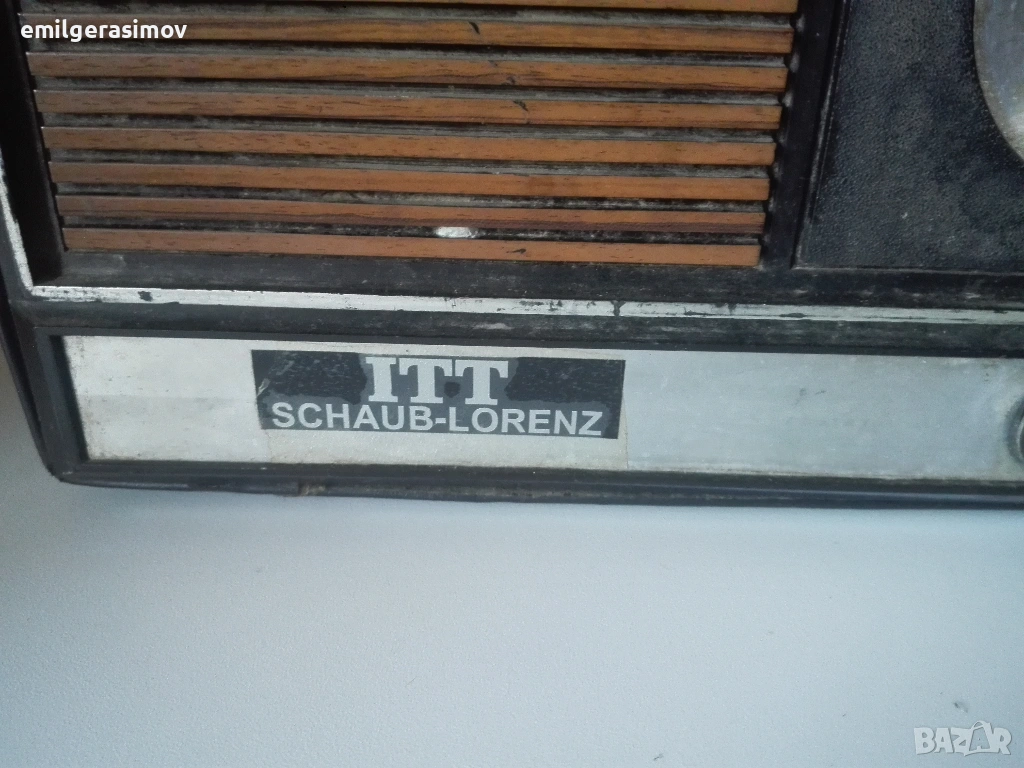 emilgerasimov
ITT
SCHAUB-LORENZ
BAZAR